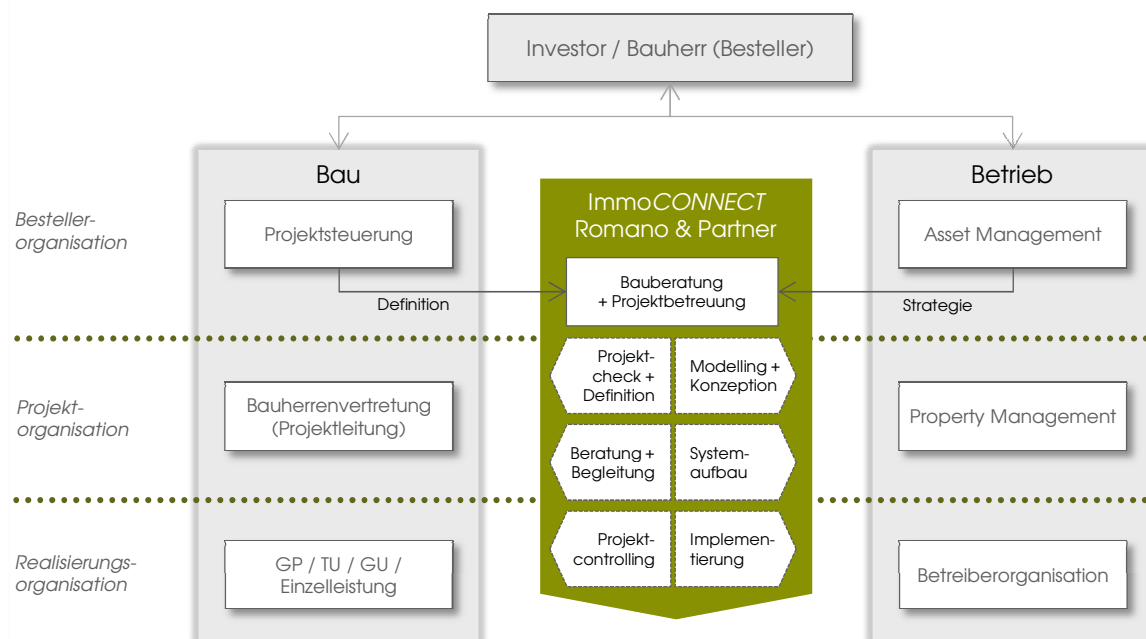 Investor / Bauherr (Besteller)
Bau
Betrieb
ImmoCONNECT
Romano & Partner
Besteller-
organisation
Projektsteuerung
Asset Management
Bauberatung
+ Projektbetreuung
Definition
Strategie
Projekt-
check +
Definition
Modelling +
Konzeption
Projekt-
organisation
Bauherrenvertretung
(Projektleitung)
Property Management
Beratung +
Begleitung
System-
aufbau
Realisierungs-
organisation
GP / TU / GU /
Einzelleistung
Projekt-
controlling
Implemen-
tierung
Betreiberorganisation